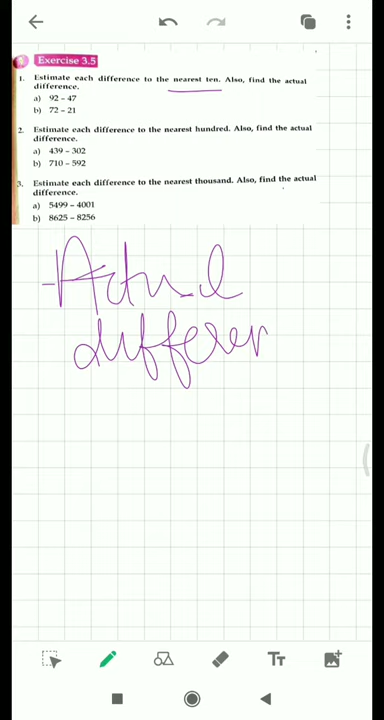 Exercise 3.5
1. Estimate each difference to the nearest ten. Also, find the actual
difference.
a) 92 – 47
b) 72 – 21
2. Estimate each difference to the nearest hundred. Also, find the actual
difference.
a) 439 – 302
b) 710 – 592
3. Estimate each difference to the nearest thousand. Also, find the actual
difference.
a) 5499 – 4001
b) 8625 – 8256
Actual
differen
TT